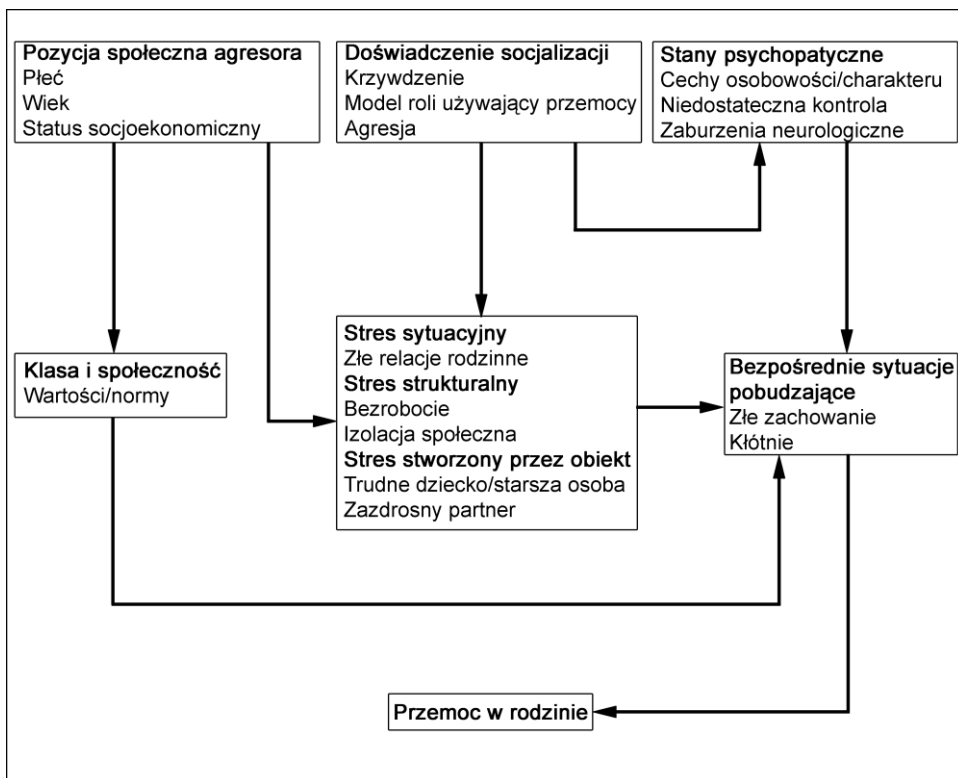 Pozycja społeczna agresora
Płeć
Wiek
Status socjoekonomiczny
Doświadczenie socjalizacji
Krzywdzenie
Model roli używający przemocy
Agresja
Stany psychopatyczne
Cechy osobowości/charakteru
Niedostateczna kontrola
Zaburzenia neurologiczne
Klasa i społeczność
Wartości/normy
Stres sytuacyjny
Złe relacje rodzinne
Stres strukturalny
Bezrobocie
Izolacja społeczna
Stres stworzony przez obiekt
Trudne dziecko/starsza osoba
Zazdrosny partner
Bezpośrednie sytuacje
pobudzające
Złe zachowanie
Kłótnie
Przemoc w rodzinie